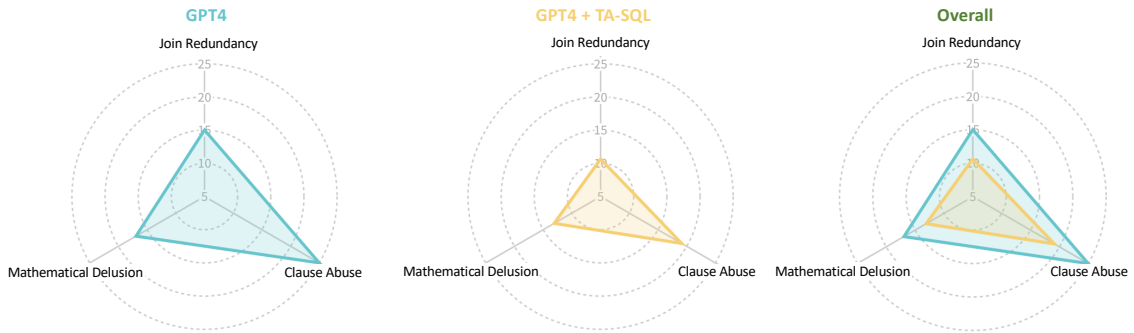 GPT4
Join Redundancy
25
20
15
10
5
Mathematical Delusion
Clause Abuse
GPT4 + TA-SQL
Join Redundancy
25
20
15
10
5
Mathematical Delusion
Clause Abuse
Overall
Join Redundancy
25
20
15
10
5
Mathematical Delusion
Clause Abuse